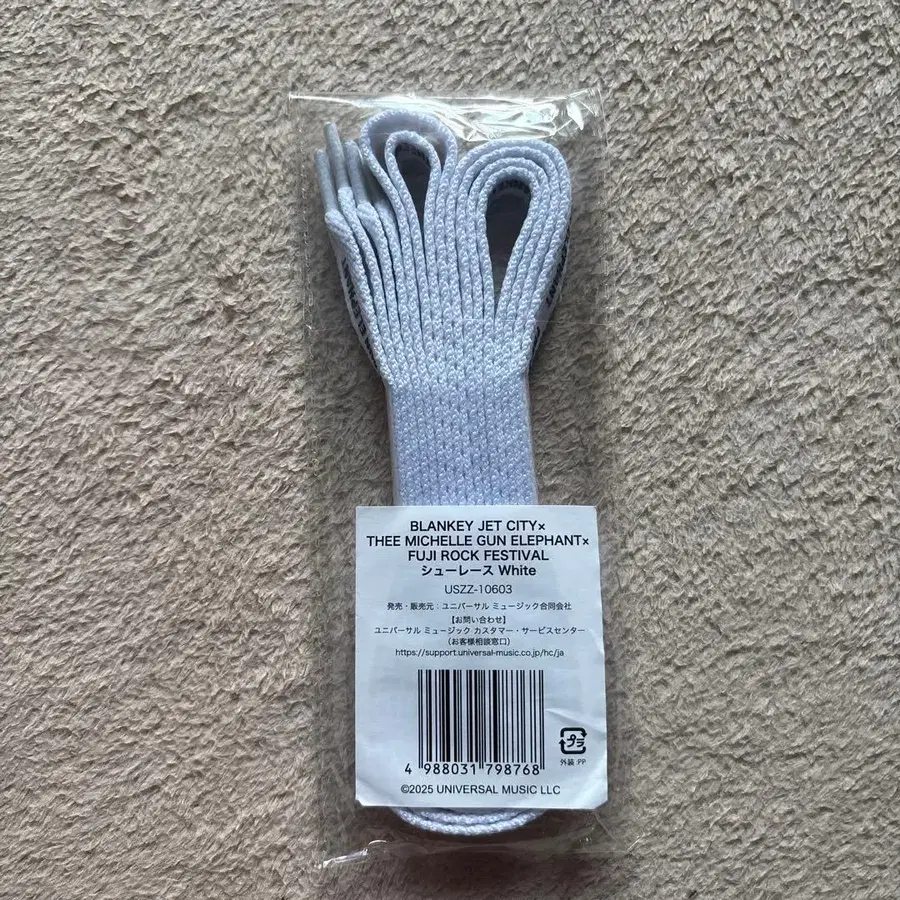 BLANKEY JET CITY×
THEE MICHELLE GUN ELEPHANT×
FUJI ROCK FESTIVAL
シューレース White
USZZ-10603
発売・販売元：ユニバーサル ミュージック合同会社
【お問い合わせ】
ユニバーサル ミュージック カスタマー・サービスセンター
（お客様相談窓口）
https://support.universal-music.co.jp/hc/ja
4 988031 798768
プラ
外装:PP
©2025 UNIVERSAL MUSIC LLC